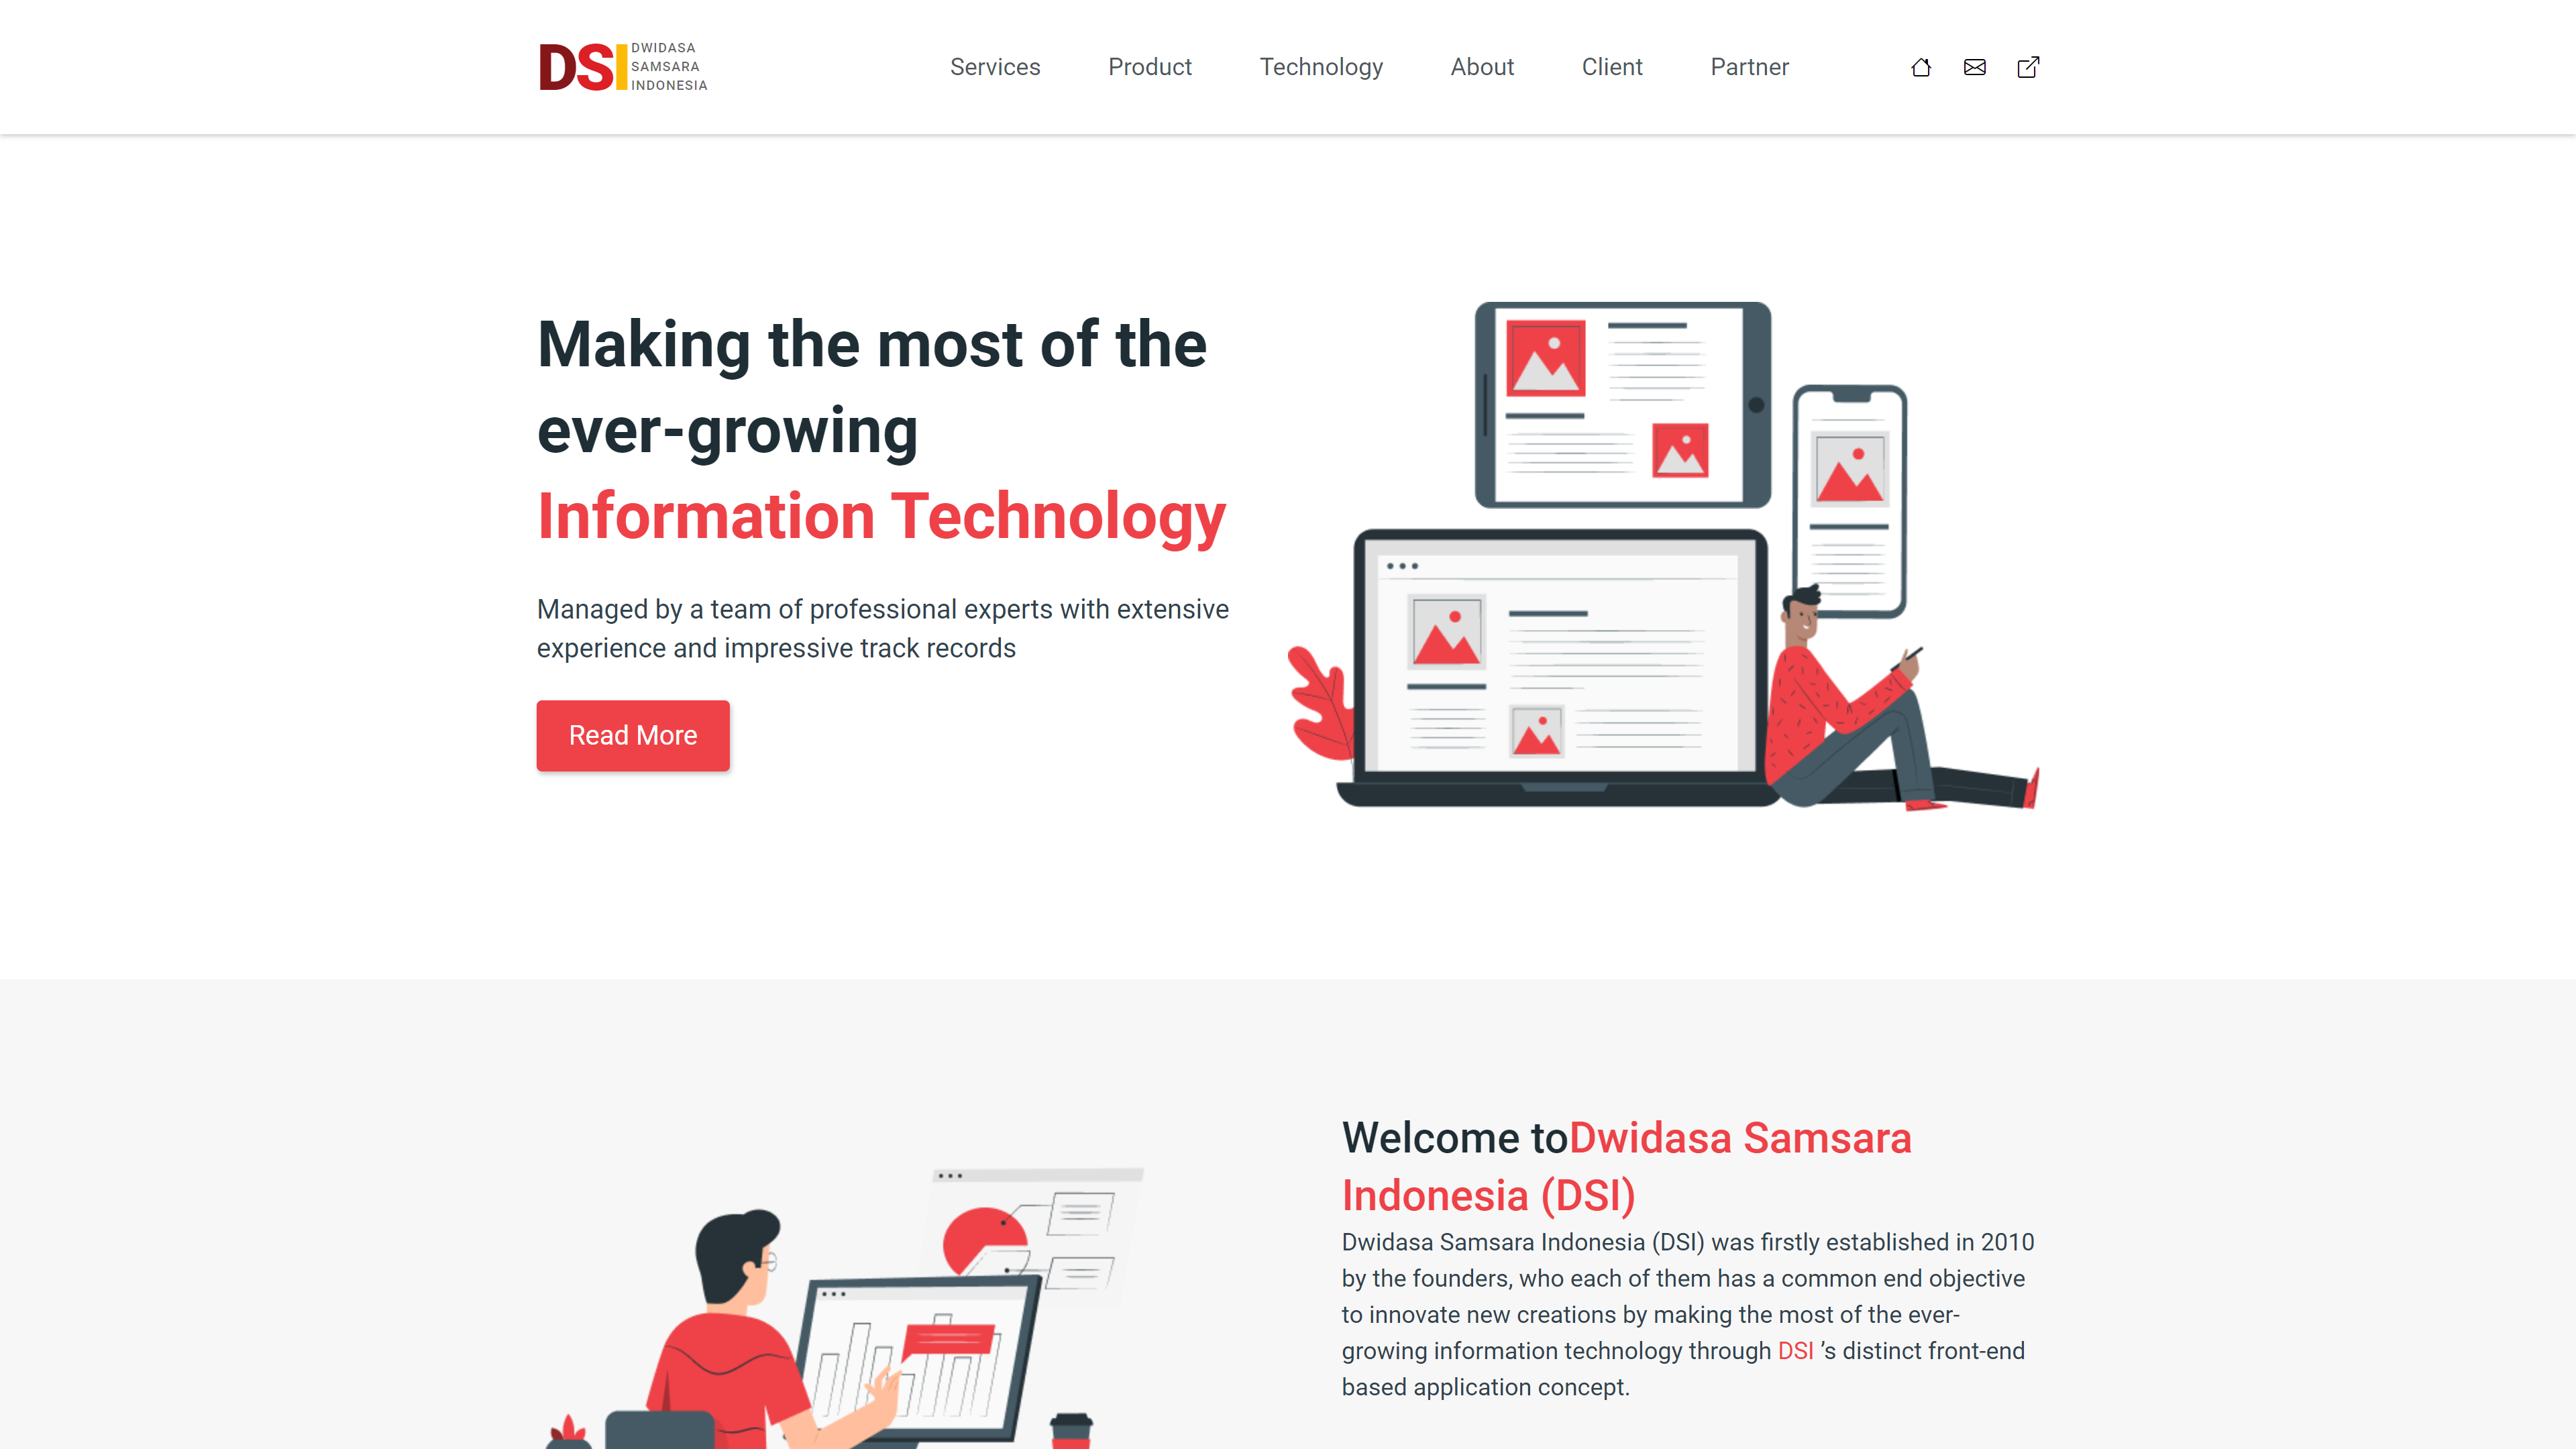 DSI
DWIDASA
SAMSARA
INDONESIA
Services
Product
Technology
About
Client
Partner
Making the most of the
ever-growing
Information Technology
Managed by a team of professional experts with extensive
experience and impressive track records
Read More
Welcome toDwidasa Samsara
Indonesia (DSI)
Dwidasa Samsara Indonesia (DSI) was firstly established in 2010
by the founders, who each of them has a common end objective
to innovate new creations by making the most of the ever-
growing information technology through DSI ’s distinct front-end
based application concept.